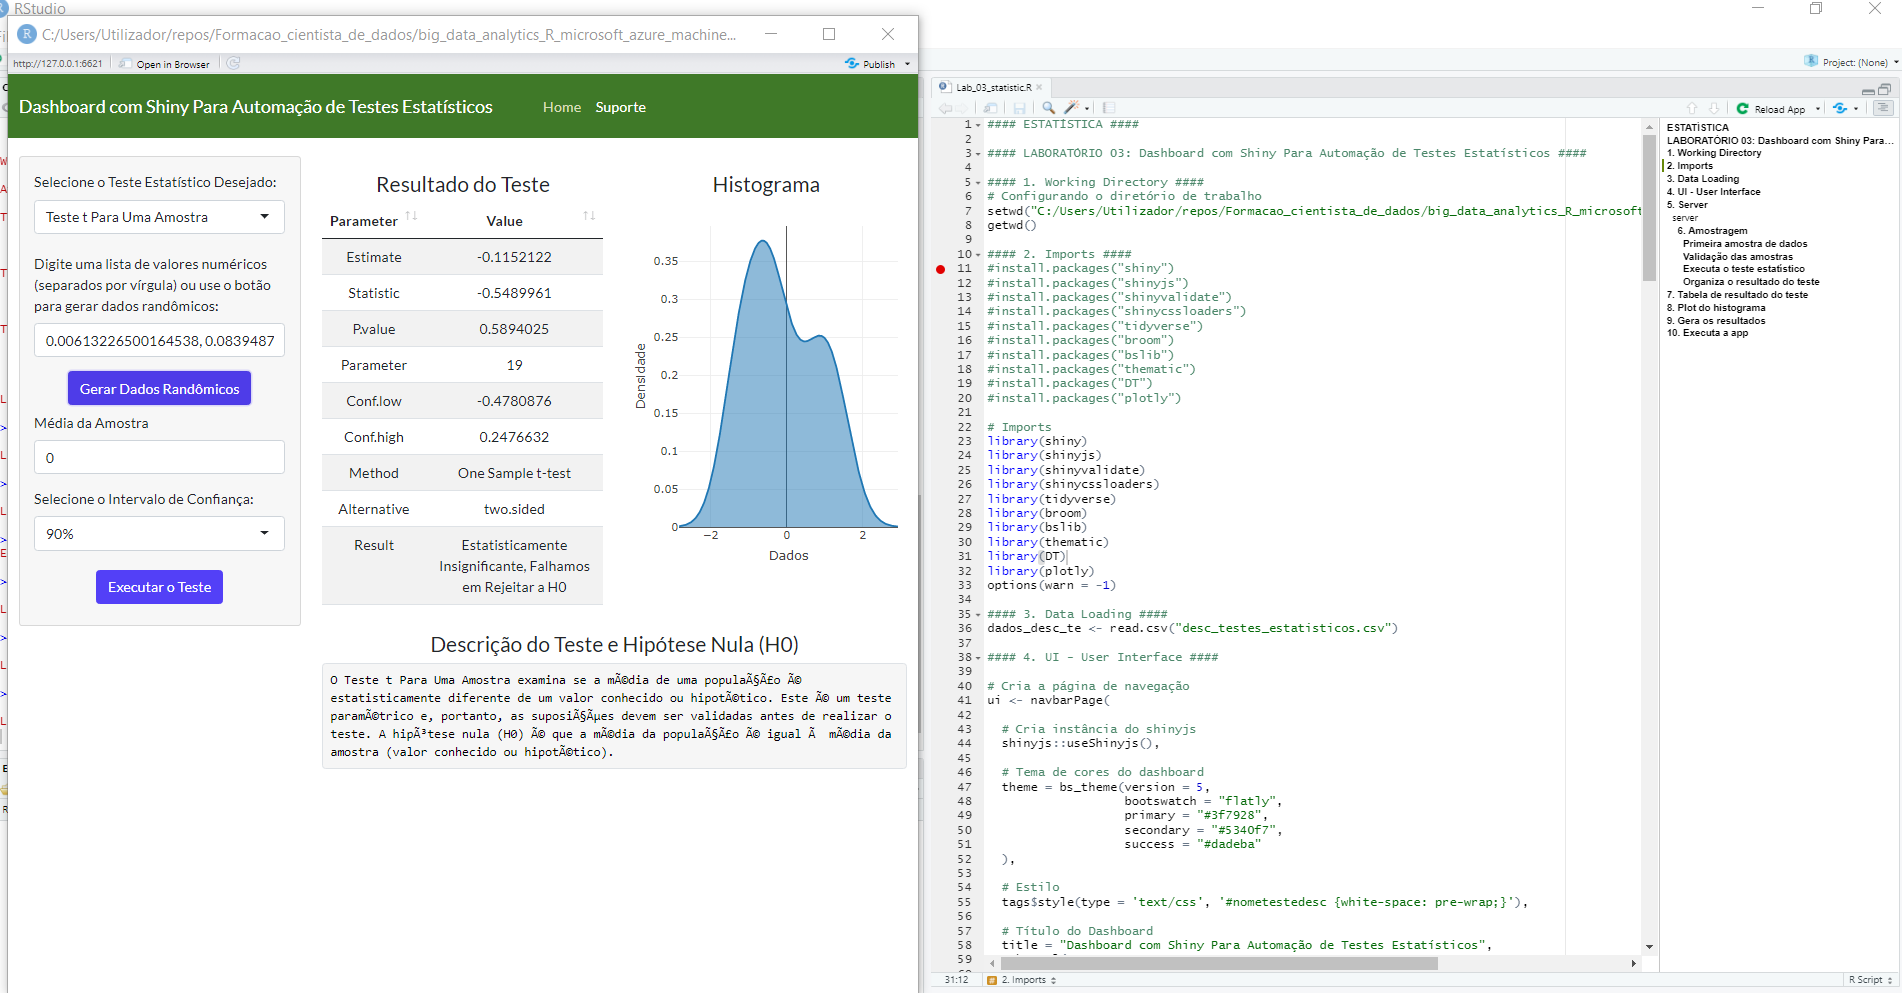 RStudio
C:/Users/Utilizador/repos/Formacao_cientista_de_dados/big_data_analytics_R_microsoft_azure_machine...
http://127.0.0.1:6621
Open in Browser
Publish
Dashboard com Shiny Para Automação de Testes Estatísticos
Home
Suporte
Selecione o Teste Estatístico Desejado:
Teste t Para Uma Amostra
Digite uma lista de valores numéricos
(separados por vírgula) ou use o botão
para gerar dados randômicos:
0.00613226500164538, 0.0839487
Gerar Dados Randômicos
Média da Amostra
0
Selecione o Intervalo de Confiança:
90%
Executar o Teste
Resultado do Teste
Parameter Value
Estimate -0.1152122
Statistic -0.5489961
P.value 0.5894025
Parameter 19
Conf.low -0.4780876
Conf.high 0.2476632
Method One Sample t-test
Alternative two.sided
Result Estatisticamente
Insignificante, Falhamos
em Rejeitar a H0
Histograma
0.35
0.3
0.25
0.2
0.15
0.1
0.05
0
Densidade
−2 0 2
Dados
Descrição do Teste e Hipótese Nula (H0)
O Teste t Para Uma Amostra examina se a mÃ©dia de uma populaÃ§Ã£o Ã©
estatisticamente diferente de um valor conhecido ou hipotÃ©tico. Este Ã© um teste
paramÃ©trico e, portanto, as suposiÃ§Ãµes devem ser validadas antes de realizar o
teste. A hipÃ³tese nula (H0) Ã© que a mÃ©dia da populaÃ§Ã£o Ã© igual Ã  mÃ©dia da
amostra (valor conhecido ou hipotÃ©tico).
Project: (None)
Lab_03_statistic.R
Reload App
1 #### ESTATÍSTICA ####
2
3 #### LABORATÓRIO 03: Dashboard com Shiny Para Automação de Testes Estatísticos ####
4
5 #### 1. Working Directory ####
6 # Configurando o diretório de trabalho
7 setwd("C:/Users/Utilizador/repos/Formacao_cientista_de_dados/big_data_analytics_R_microsoft
8 getwd()
9
10 #### 2. Imports ####
11 #install.packages("shiny")
12 #install.packages("shinyjs")
13 #install.packages("shinyvalidate")
14 #install.packages("shinycssloaders")
15 #install.packages("tidyverse")
16 #install.packages("broom")
17 #install.packages("bslib")
18 #install.packages("thematic")
19 #install.packages("DT")
20 #install.packages("plotly")
21
22 # Imports
23 library(shiny)
24 library(shinyjs)
25 library(shinyvalidate)
26 library(shinycssloaders)
27 library(tidyverse)
28 library(broom)
29 library(bslib)
30 library(thematic)
31 library(DT)
32 library(plotly)
33 options(warn = -1)
34
35 #### 3. Data Loading ####
36 dados_desc_te <- read.csv("desc_testes_estatisticos.csv")
37
38 #### 4. UI - User Interface ####
39
40 # Cria a página de navegação
41 ui <- navbarPage(
42
43 # Cria instância do shinyjs
44 shinyjs::useShinyjs(),
45
46 # Tema de cores do dashboard
47 theme = bs_theme(version = 5,
48 bootswatch = "flatly",
49 primary = "#3f7928",
50 secondary = "#5340f7",
51 success = "#dadeba"
52 ),
53
54 # Estilo
55 tags$style(type = 'text/css', '#nometestedesc {white-space: pre-wrap;}'),
56
57 # Título do Dashboard
58 title = "Dashboard com Shiny Para Automação de Testes Estatísticos",
59
31:12
2. Imports
R Script
ESTATÍSTICA
LABORATÓRIO 03: Dashboard com Shiny Para...
1. Working Directory
2. Imports
3. Data Loading
4. UI - User Interface
5. Server
server
6. Amostragem
Primeira amostra de dados
Validação das amostras
Executa o teste estatístico
Organiza o resultado do teste
7. Tabela de resultado do teste
8. Plot do histograma
9. Gera os resultados
10. Executa a app